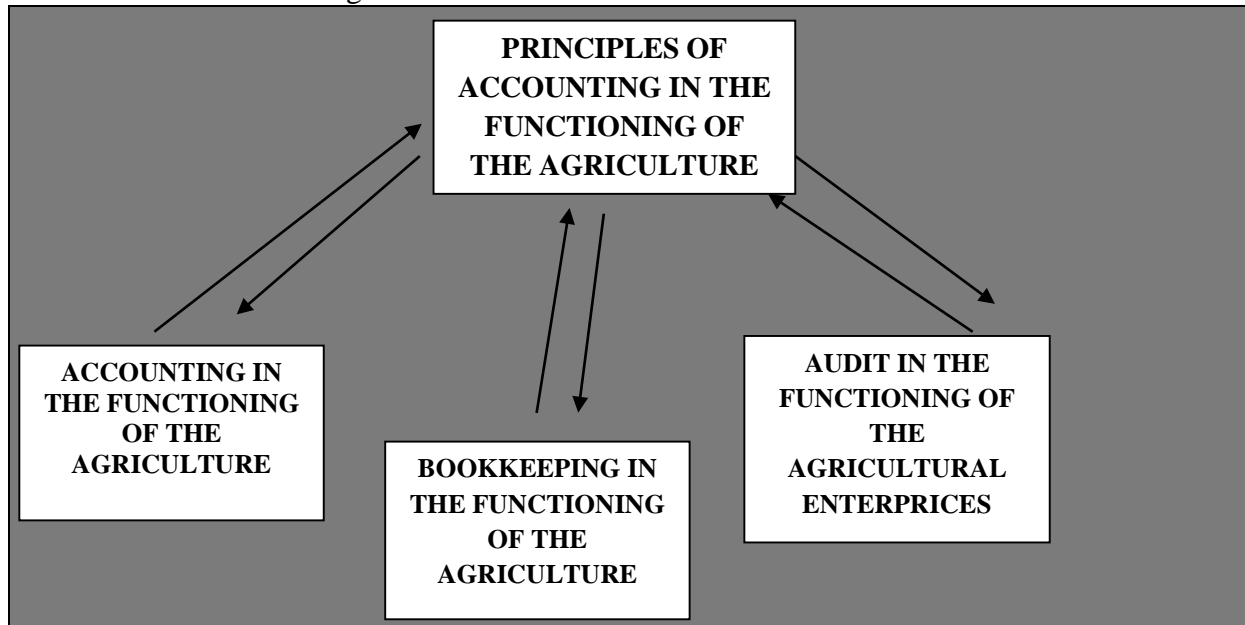 PRINCIPLES OF
ACCOUNTING IN THE
FUNCTIONING OF
THE AGRICULTURE
ACCOUNTING IN
THE FUNCTIONING
OF THE
AGRICULTURE
BOOKKEEPING IN
THE FUNCTIONING
OF THE
AGRICULTURE
AUDIT IN THE
FUNCTIONING OF
THE
AGRICULTURAL
ENTERPRICES